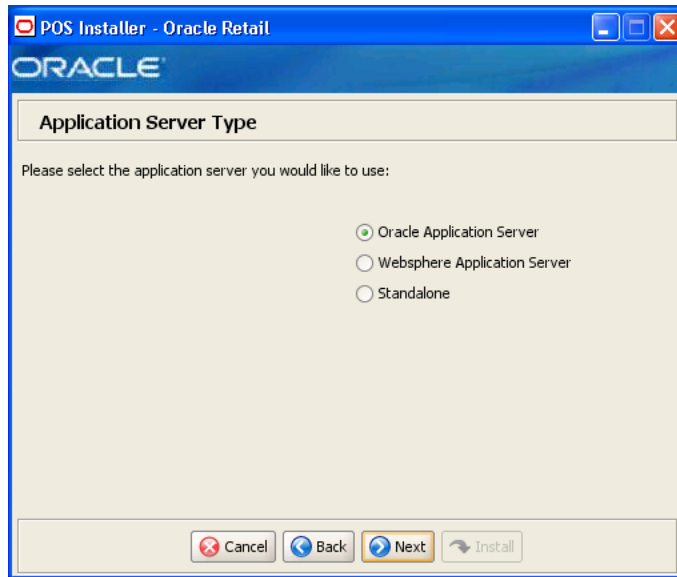 POS Installer - Oracle Retail
ORACLE
Application Server Type
Please select the application server you would like to use:
Oracle Application Server
Websphere Application Server
Standalone
Cancel Back Next Install